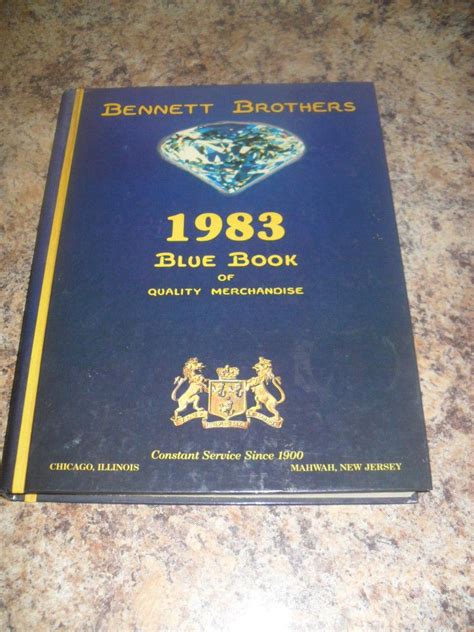 BENNETT BROTHERS
1983
BLUE BOOK
OF
QUALITY MERCHANDISE
Constant Service Since 1900
CHICAGO, ILLINOIS
MAHWAH, NEW JERSEY